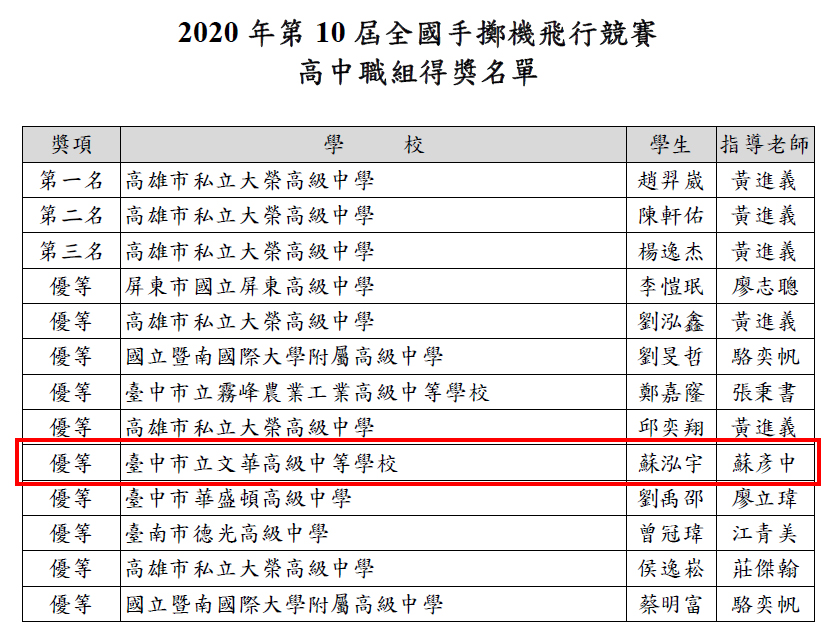 2020 年第 10 屆全國手擲機飛行競賽
高中職組得獎名單
獎項 學 校 學生 指導老師
第一名 高雄市私立大榮高級中學 趙羿崴 黃進義
第二名 高雄市私立大榮高級中學 陳軒佑 黃進義
第三名 高雄市私立大榮高級中學 楊逸杰 黃進義
優等 屏東市國立屏東高級中學 李愷珉 廖志聰
優等 高雄市私立大榮高級中學 劉泓鑫 黃進義
優等 國立暨南國際大學附屬高級中學 劉旻哲 駱奕帆
優等 臺中市立霧峰農業工業高級中等學校 鄭嘉窿 張秉書
優等 高雄市私立大榮高級中學 邱奕翔 黃進義
優等 臺中市立文華高級中等學校 蘇泓宇 蘇彥中
優等 臺中市華盛頓高級中學 劉禹邵 廖立瑋
優等 臺南市德光高級中學 曾冠瑋 江青美
優等 高雄市私立大榮高級中學 侯逸崧 莊傑翰
優等 國立暨南國際大學附屬高級中學 蔡明富 駱奕帆